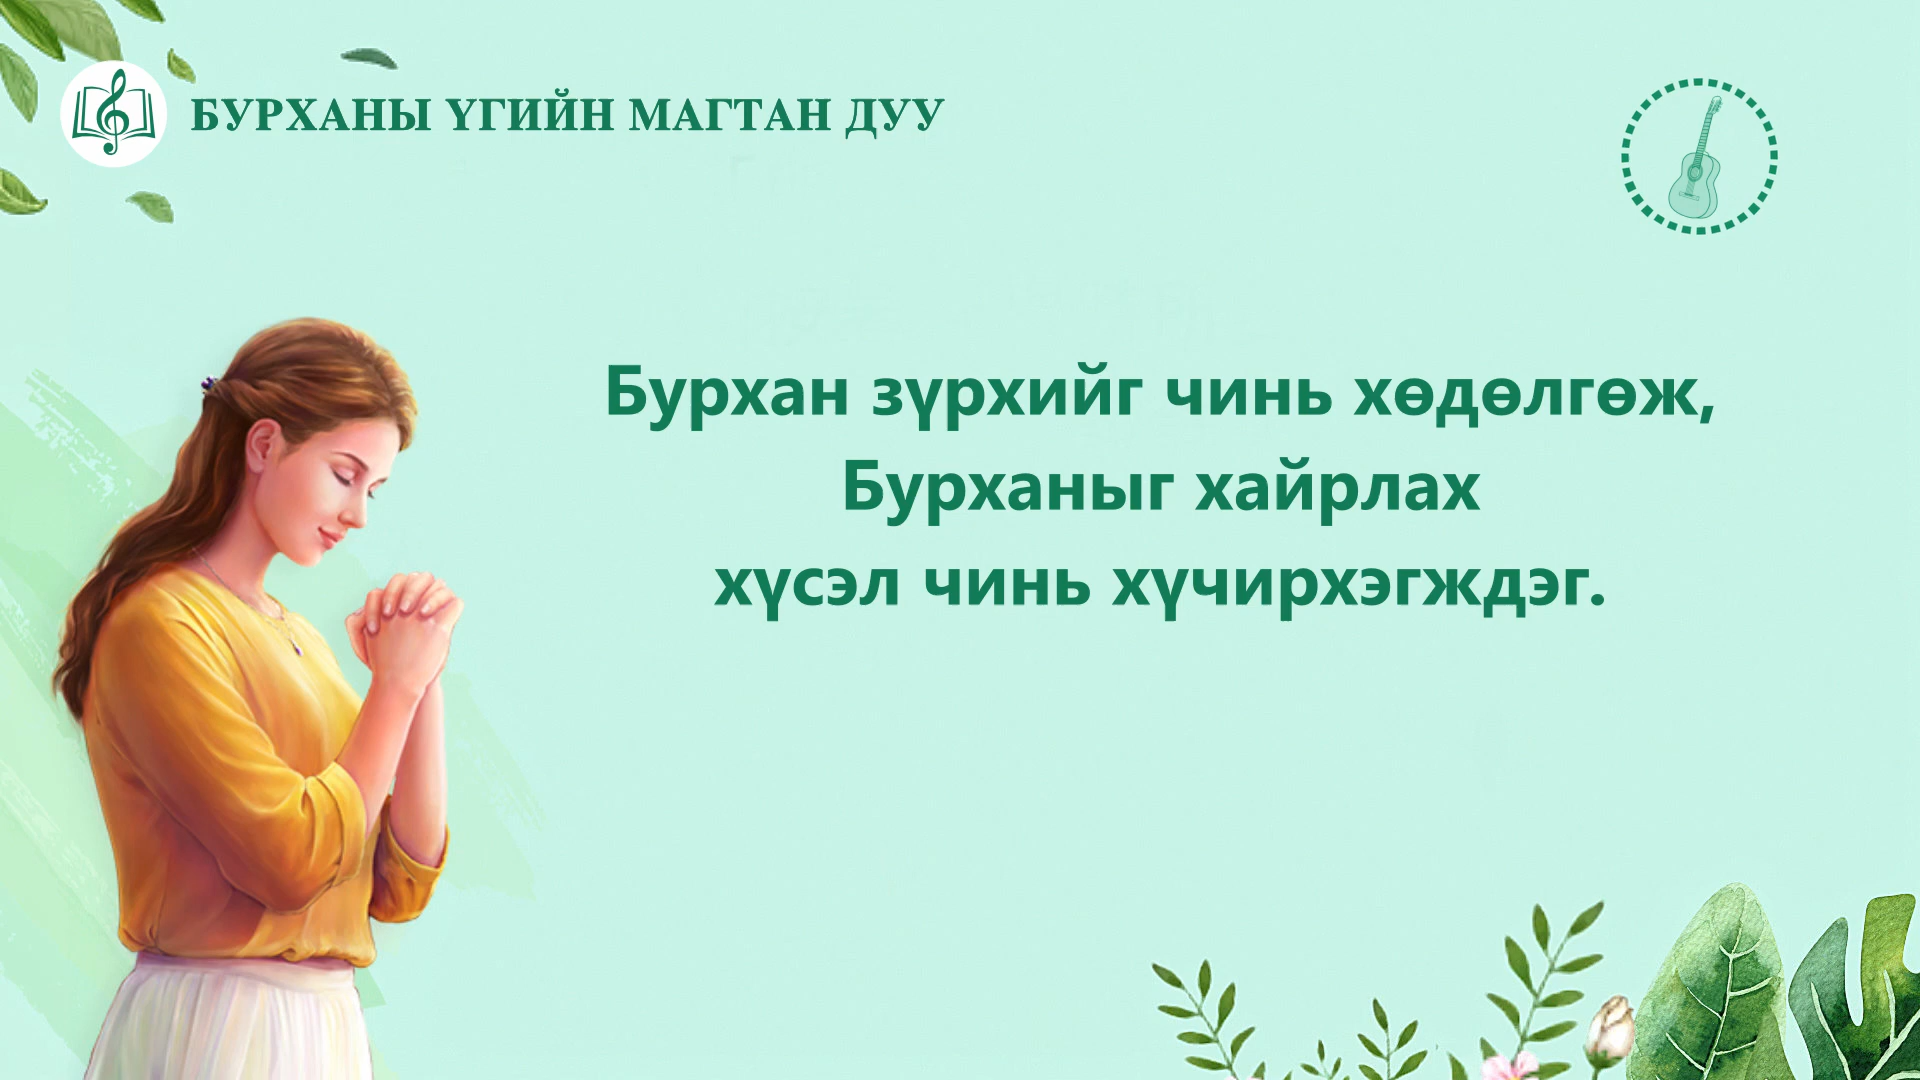 БУРХАНЫ ҮГИЙН МАГТАН ДУУ
Бурхан зүрхийг чинь хөдөлгөж,
Бурханыг хайрлах
хүсэл чинь хүчирхэгждэг.